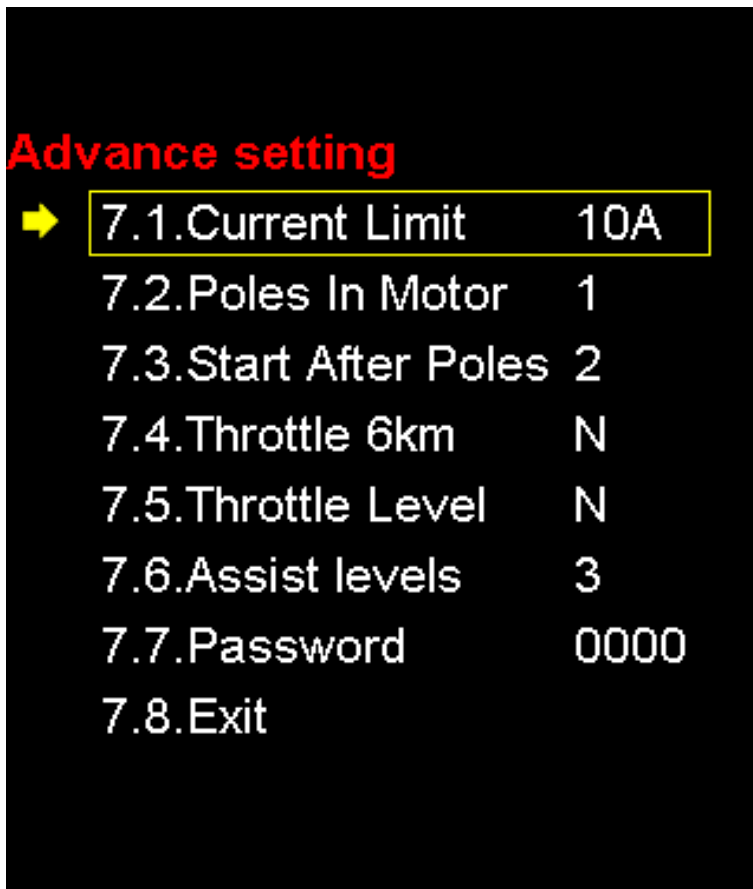 Advance setting
7.1.Current Limit 10A
7.2.Poles In Motor 1
7.3.Start After Poles 2
7.4.Throttle 6km N
7.5.Throttle Level N
7.6.Assist levels 3
7.7.Password 0000
7.8.Exit